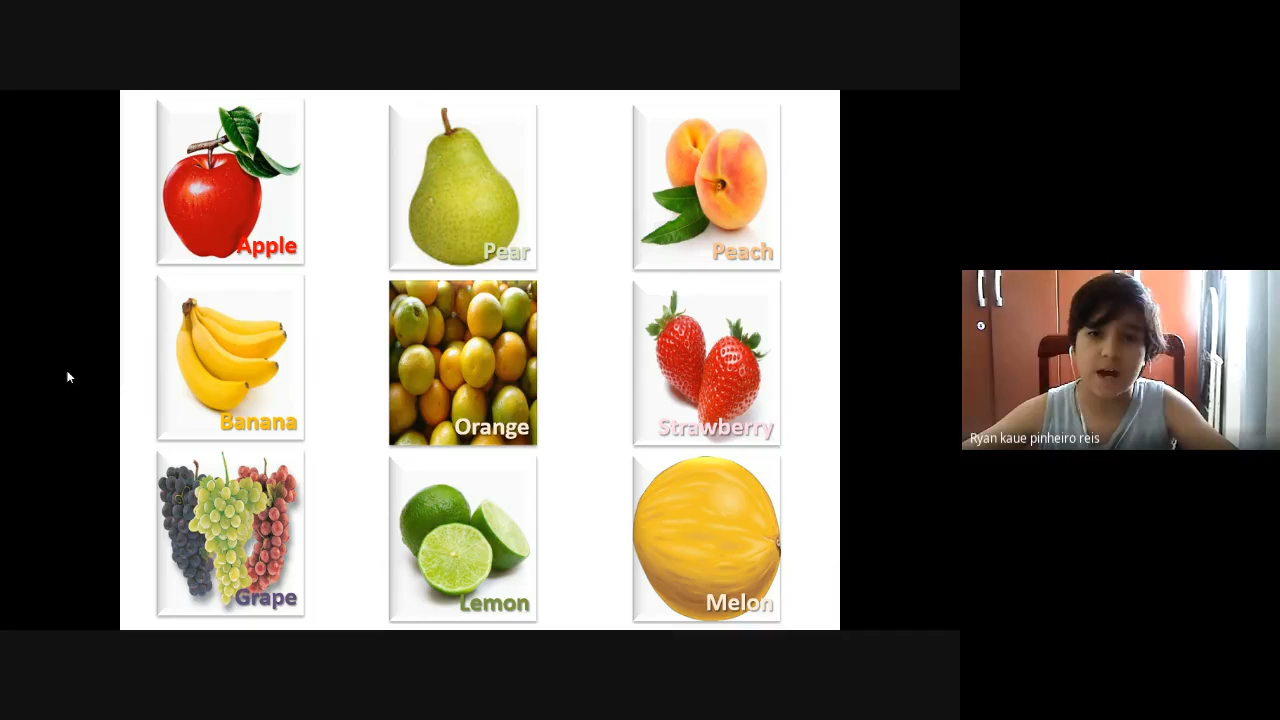 Apple
Pear
Peach
Banana
Orange
Strawberry
Grape
Lemon
Melon
Ryan kaue pinheiro reis